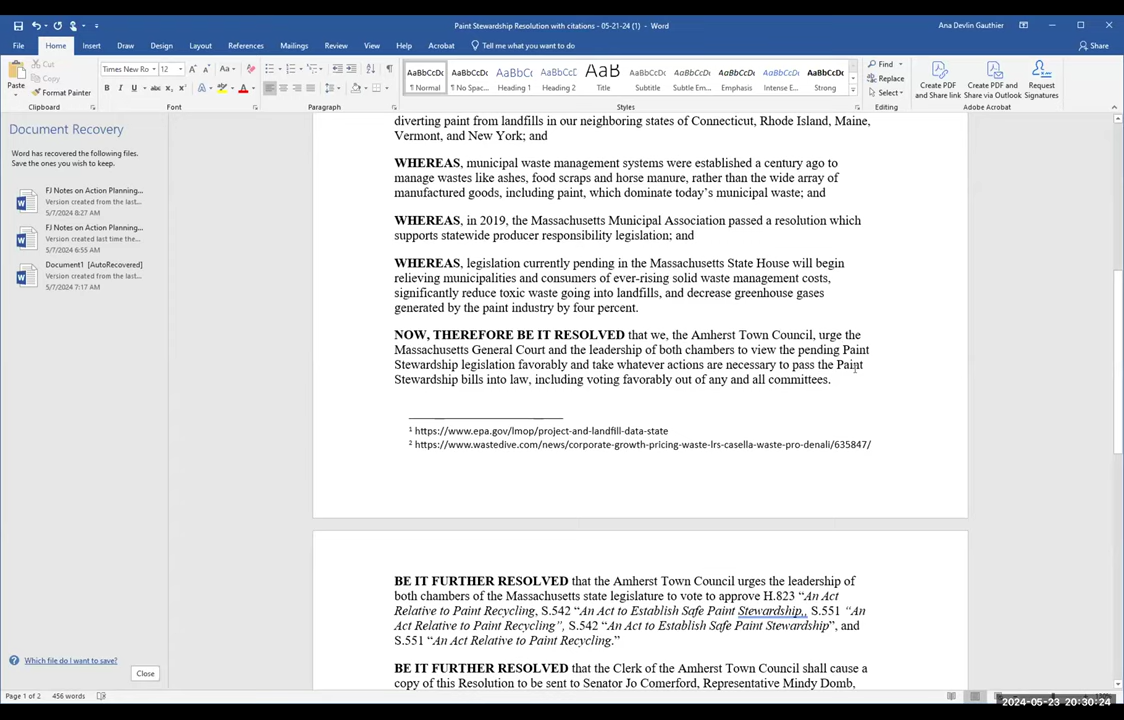 Paint Stewardship Resolution with citations - 05-21-24 (1) - Word
Ana Devlin Gauthier
File Home Insert Draw Design Layout References Mailings Review View Help Acrobat Tell me what you want to do
Share
Cut
Copy
Paste
Format Painter
Clipboard
Times New Ro 12
Font
Paragraph
AaBbCcDc AaBbCcDc AaBbCc AaBbCcD AaB AaBbCcD AaBbCcDc AaBbCcDc AaBbCcDc AaBbCcDc
¶ Normal ¶ No Spac... Heading 1 Heading 2 Title Subtitle Subtle Em... Emphasis Intense E... Strong
Styles
Find
Replace
Select
Editing
Create PDF and Share link
Create PDF and Share via Outlook
Request Signatures
Adobe Acrobat
Document Recovery
Word has recovered the following files.
Save the ones you wish to keep.
FJ Notes on Action Planning...
Version created from the last...
5/7/2024 8:27 AM
FJ Notes on Action Planning...
Version created last time the...
5/7/2024 6:55 AM
Document1 [AutoRecovered]
Version created from the last...
5/7/2024 7:17 AM
Which file do I want to save?
Close
diverting paint from landfills in our neighboring states of Connecticut, Rhode Island, Maine,
Vermont, and New York; and
WHEREAS, municipal waste management systems were established a century ago to
manage wastes like ashes, food scraps and horse manure, rather than the wide array of
manufactured goods, including paint, which dominate today's municipal waste; and
WHEREAS, in 2019, the Massachusetts Municipal Association passed a resolution which
supports statewide producer responsibility legislation; and
WHEREAS, legislation currently pending in the Massachusetts State House will begin
relieving municipalities and consumers of ever-rising solid waste management costs,
significantly reduce toxic waste going into landfills, and decrease greenhouse gases
generated by the paint industry by four percent.
NOW, THEREFORE BE IT RESOLVED that we, the Amherst Town Council, urge the
Massachusetts General Court and the leadership of both chambers to view the pending Paint
Stewardship legislation favorably and take whatever actions are necessary to pass the Paint
Stewardship bills into law, including voting favorably out of any and all committees.
1 https://www.epa.gov/lmop/project-and-landfill-data-state
2 https://www.wastedive.com/news/corporate-growth-pricing-waste-lrs-casella-waste-pro-denali/635847/
BE IT FURTHER RESOLVED that the Amherst Town Council urges the leadership of
both chambers of the Massachusetts state legislature to vote to approve H.823 “An Act
Relative to Paint Recycling, S.542 “An Act to Establish Safe Paint Stewardship,, S.551 “An
Act Relative to Paint Recycling”, S.542 “An Act to Establish Safe Paint Stewardship”, and
S.551 “An Act Relative to Paint Recycling.”
BE IT FURTHER RESOLVED that the Clerk of the Amherst Town Council shall cause a
copy of this Resolution to be sent to Senator Jo Comerford, Representative Mindy Domb,
Page 1 of 2 456 words
2024-05-23 20:30:24